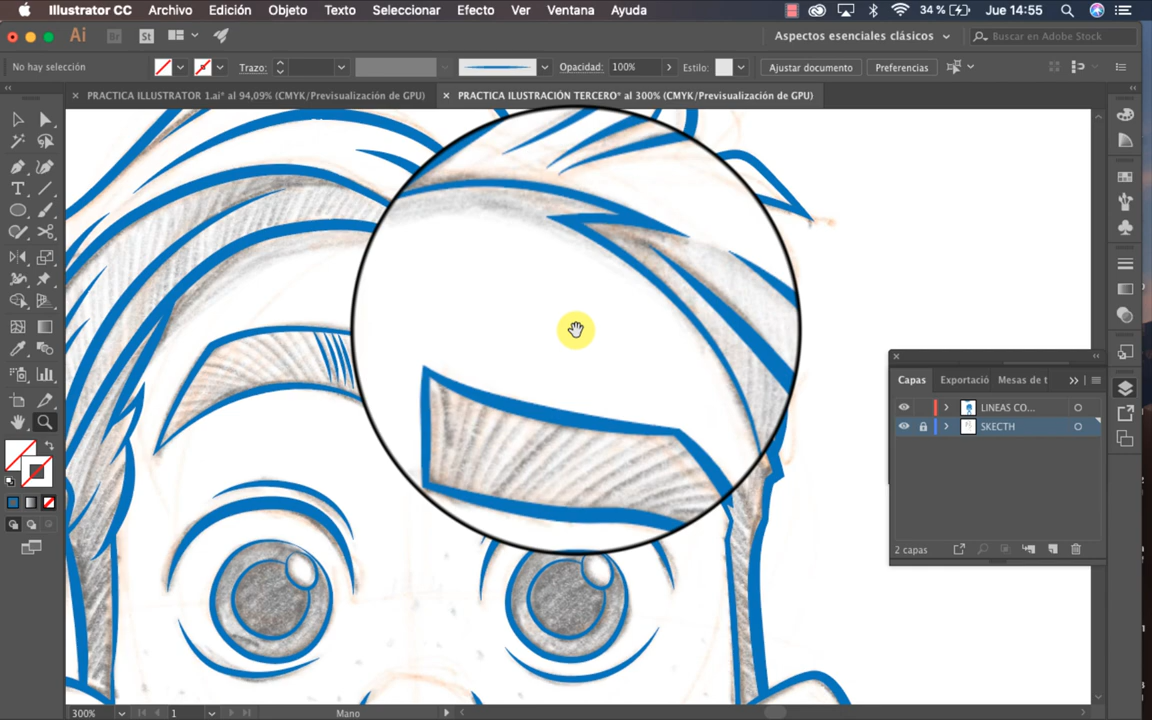 Illustrator CC Archivo Edición Objeto Texto Seleccionar Efecto Ver Ventana Ayuda 34 % Jue 14:55
Ai Br St Aspectos esenciales clásicos Buscar en Adobe Stock
No hay selección Trazo: Opacidad: 100% Estilo: Ajustar documento Preferencias
× PRACTICA ILLUSTRATOR 1.ai* al 94,09% (CMYK/Previsualización de GPU) × PRACTICA ILUSTRACIÓN TERCERO* al 300% (CMYK/Previsualización de GPU)
Capas Exportació Mesas de t
LINEAS CO...
SKECTH
2 capas
300% 1 Mano